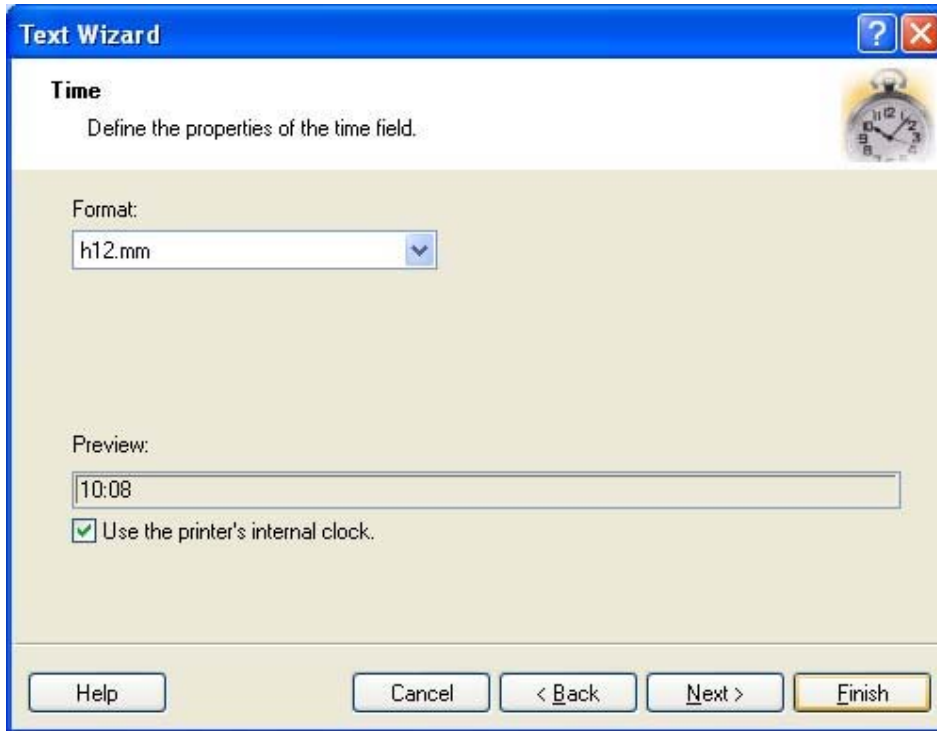 Text Wizard
Time
Define the properties of the time field.
Format:
h12.mm
Preview:
10:08
Use the printer's internal clock.
Help
Cancel
< Back
Next >
Finish